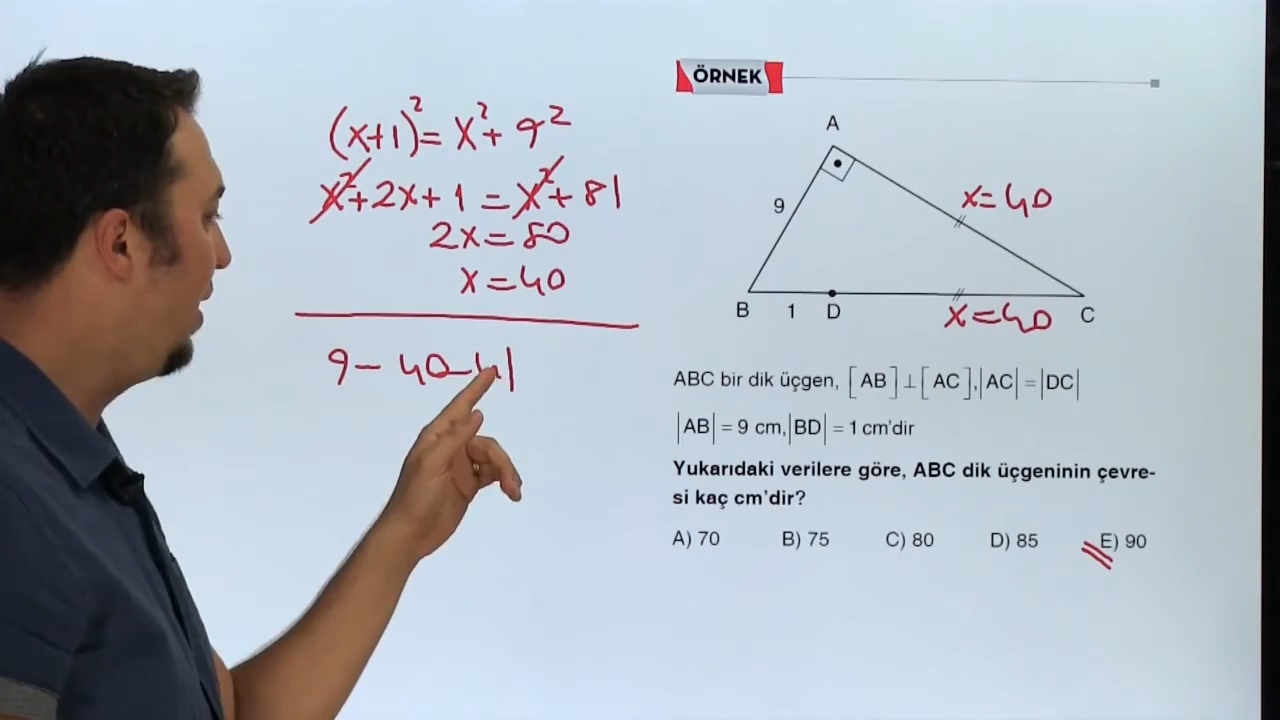 (x+1)²= x²+ 9²
x²+2x+1=x²+81
2x=80
x=40
9-40-41
ÖRNEK
A
9
x=40
B
1
D
x=40
C
ABC bir dik üçgen, [AB]⊥[AC],|AC|=|DC|
|AB|= 9 cm,|BD|= 1 cm'dir
Yukarıdaki verilere göre, ABC dik üçgeninin çevre-
si kaç cm'dir?
A) 70 B) 75 C) 80 D) 85 E) 90